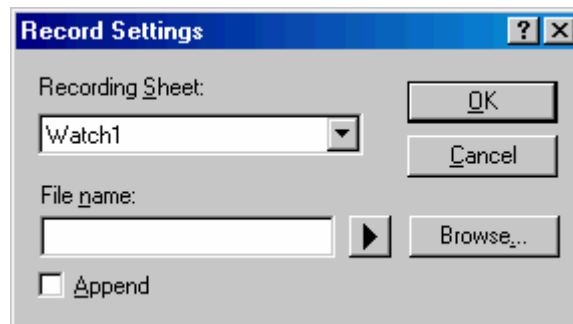 Record Settings
Recording Sheet:
Watch1
OK
Cancel
File name:
Browse...
Append